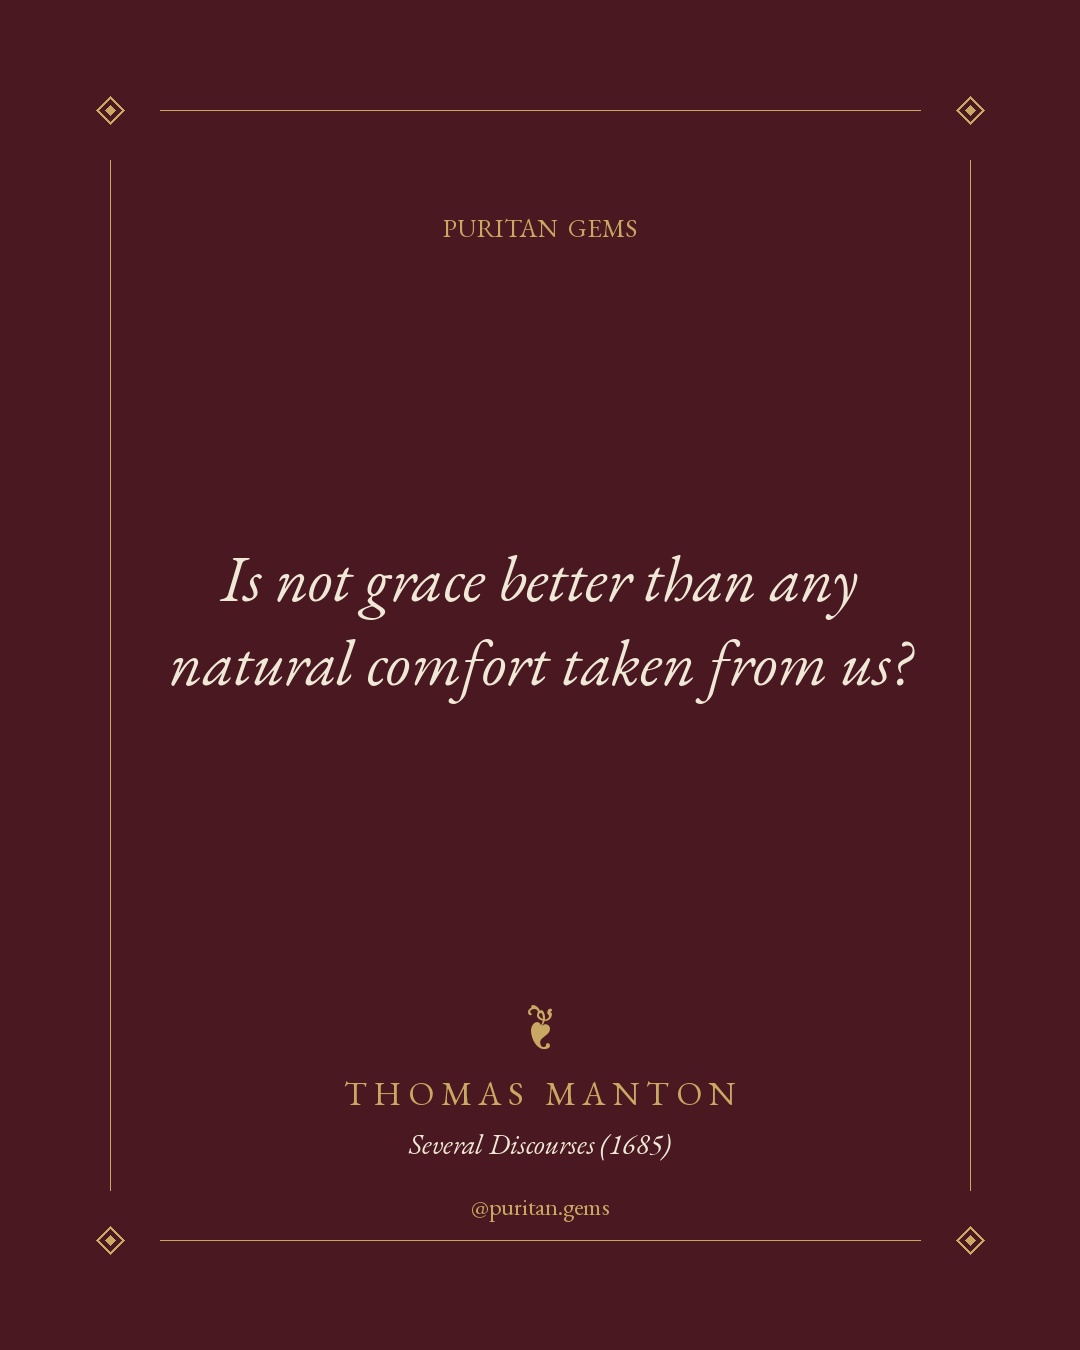 PURITAN GEMS
Is not grace better than any
natural comfort taken from us?
THOMAS MANTON
Several Discourses (1685)
@puritan.gems